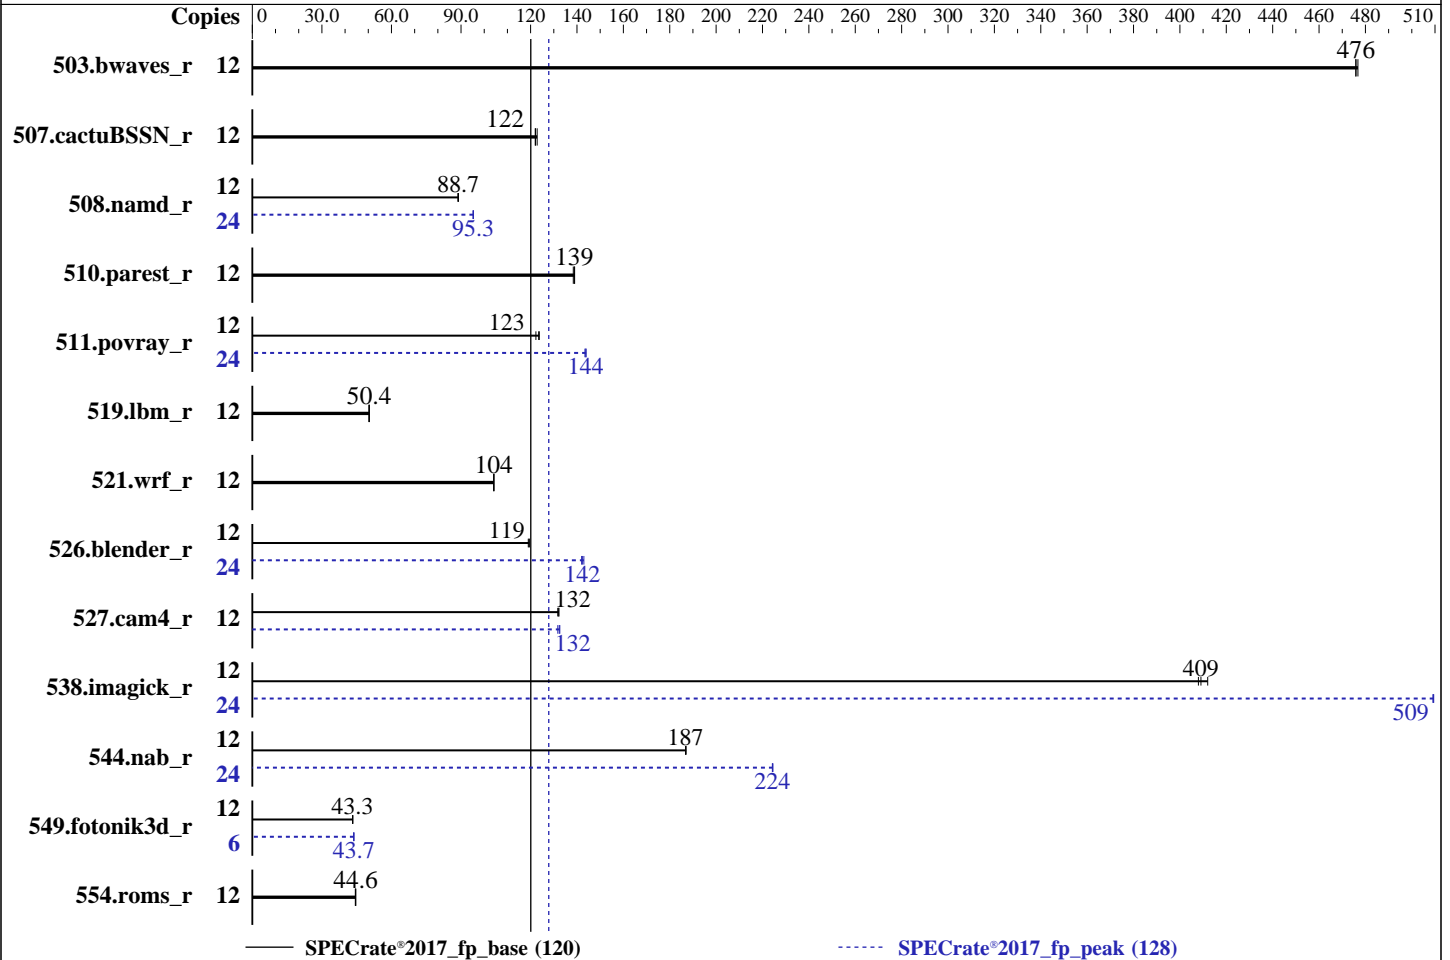 Copies 0 30.0 60.0 90.0 120 140 160 180 200 220 240 260 280 300 320 340 360 380 400 420 440 460 480 510
503.bwaves_r 12 476
507.cactuBSSN_r 12 122
508.namd_r 12 88.7
24 95.3
510.parest_r 12 139
511.povray_r 12 123
24 144
519.lbm_r 12 50.4
521.wrf_r 12 104
526.blender_r 12 119
24 142
527.cam4_r 12 132
132
538.imagick_r 12 409
24 509
544.nab_r 12 187
24 224
549.fotonik3d_r 12 43.3
6 43.7
554.roms_r 12 44.6
SPECrate®2017_fp_base (120) SPECrate®2017_fp_peak (128)